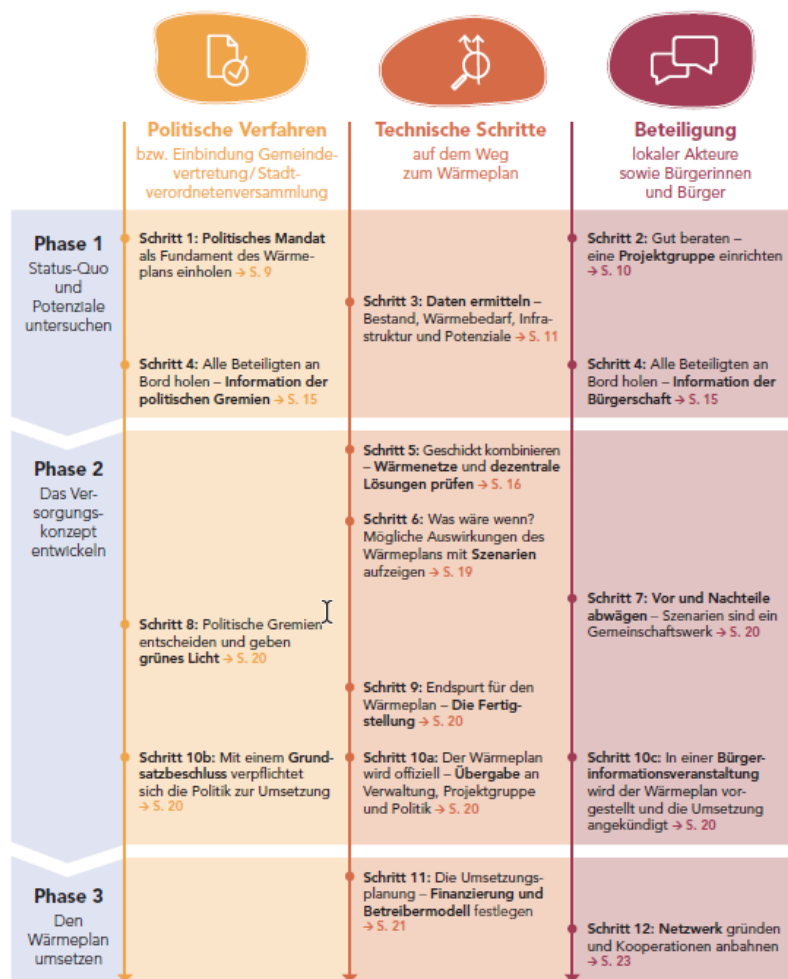 Politische Verfahren
bzw. Einbindung Gemeinde-
vertretung/Stadt-
verordnetenversammlung
Technische Schritte
auf dem Weg
zum Wärmeplan
Beteiligung
lokaler Akteure
sowie Bürgerinnen
und Bürger
Phase 1
Status-Quo
und
Potenziale
untersuchen
Schritt 1: Politisches Mandat
als Fundament des Wärme-
plans einholen → S. 9
Schritt 2: Gut beraten –
eine Projektgruppe einrichten
→ S. 10
Schritt 3: Daten ermitteln –
Bestand, Wärmebedarf, Infra-
struktur und Potenziale → S. 11
Schritt 4: Alle Beteiligten an
Bord holen – Information der
politischen Gremien → S. 15
Schritt 4: Alle Beteiligten an
Bord holen – Information der
Bürgerschaft → S. 15
Phase 2
Das Ver-
sorgungs-
konzept
entwickeln
Schritt 5: Geschickt kombinieren
– Wärmenetze und dezentrale
Lösungen prüfen → S. 16
Schritt 6: Was wäre wenn?
Mögliche Auswirkungen des
Wärmeplans mit Szenarien
aufzeigen → S. 19
Schritt 7: Vor und Nachteile
abwägen – Szenarien sind ein
Gemeinschaftswerk → S. 20
Schritt 8: Politische Gremien
entscheiden und geben
grünes Licht → S. 20
Schritt 9: Endspurt für den
Wärmeplan – Die Fertig-
stellung → S. 20
Schritt 10b: Mit einem Grund-
satzbeschluss verpflichtet
sich die Politik zur Umsetzung
→ S. 20
Schritt 10a: Der Wärmeplan
wird offiziell – Übergabe an
Verwaltung, Projektgruppe
und Politik → S. 20
Schritt 10c: In einer Bürger-
informationsveranstaltung
wird der Wärmeplan vor-
gestellt und die Umsetzung
angekündigt → S. 20
Phase 3
Den
Wärmeplan
umsetzen
Schritt 11: Die Umsetzungs-
planung – Finanzierung und
Betreibermodell festlegen
→ S. 21
Schritt 12: Netzwerk gründen
und Kooperationen anbahnen
→ S. 23